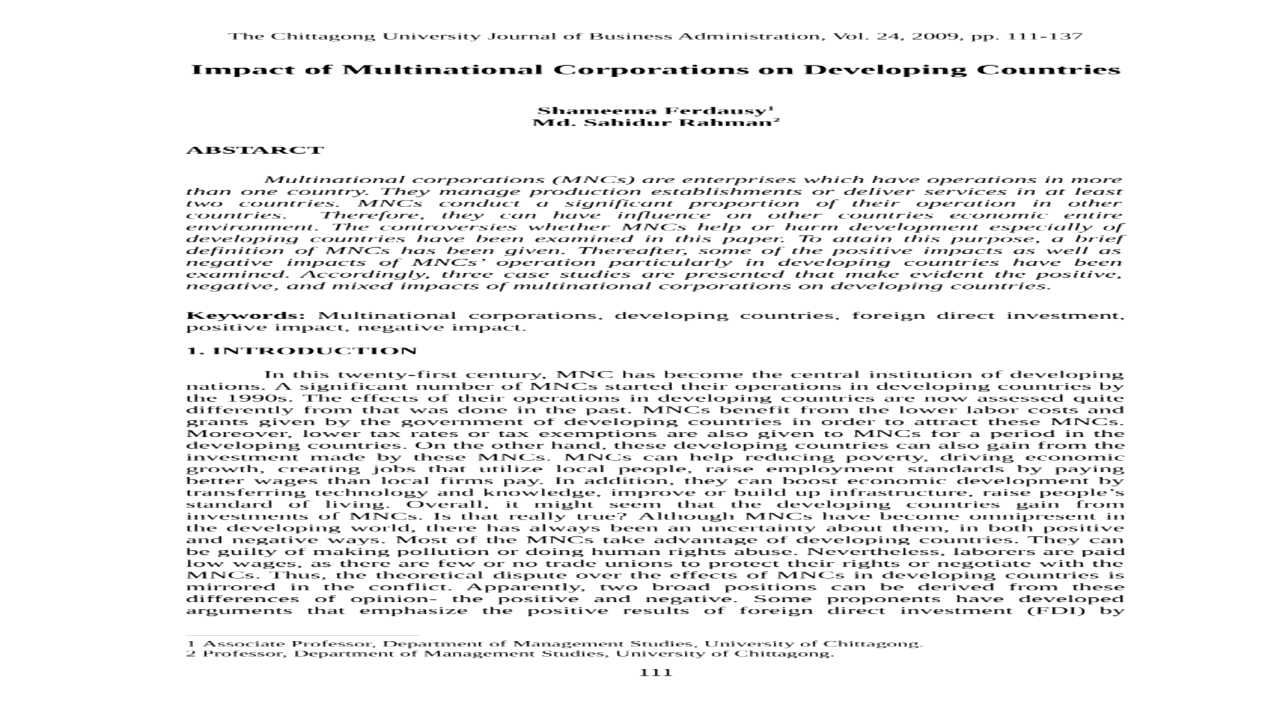 The Chittagong University Journal of Business Administration, Vol. 24, 2009, pp. 111-137
Impact of Multinational Corporations on Developing Countries
Shameema Ferdausy1
Md. Sahidur Rahman2
ABSTARCT
Multinational corporations (MNCs) are enterprises which have operations in more
than one country. They manage production establishments or deliver services in at least
two countries. MNCs conduct a significant proportion of their operation in other
countries. Therefore, they can have influence on other countries economic entire
environment. The controversies whether MNCs help or harm development especially of
developing countries have been examined in this paper. To attain this purpose, a brief
definition of MNCs has been given. Thereafter, some of the positive impacts as well as
negative impacts of MNCs' operation particularly in developing countries have been
examined. Accordingly, three case studies are presented that make evident the positive,
negative, and mixed impacts of multinational corporations on developing countries.
Keywords: Multinational corporations, developing countries, foreign direct investment,
positive impact, negative impact.
1. INTRODUCTION
In this twenty-first century, MNC has become the central institution of developing
nations. A significant number of MNCs started their operations in developing countries by
the 1990s. The effects of their operations in developing countries are now assessed quite
differently from that was done in the past. MNCs benefit from the lower labor costs and
grants given by the government of developing countries in order to attract these MNCs.
Moreover, lower tax rates or tax exemptions are also given to MNCs for a period in the
developing countries. On the other hand, these developing countries can also gain from the
investment made by these MNCs. MNCs can help reducing poverty, driving economic
growth, creating jobs that utilize local people, raise employment standards by paying
better wages than local firms pay. In addition, they can boost economic development by
transferring technology and knowledge, improve or build up infrastructure, raise people's
standard of living. Overall, it might seem that the developing countries gain from
investments of MNCs. Is that really true? Although MNCs have become omnipresent in
the developing world, there has always been an uncertainty about them, in both positive
and negative ways. Most of the MNCs take advantage of developing countries. They can
be guilty of making pollution or doing human rights abuse. Nevertheless, laborers are paid
low wages, as there are few or no trade unions to protect their rights or negotiate with the
MNCs. Thus, the theoretical dispute over the effects of MNCs in developing countries is
mirrored in the conflict. Apparently, two broad positions can be derived from these
differences of opinion- the positive and negative. Some proponents have developed
arguments that emphasize the positive results of foreign direct investment (FDI) by
1 Associate Professor, Department of Management Studies, University of Chittagong.
2 Professor, Department of Management Studies, University of Chittagong.
111